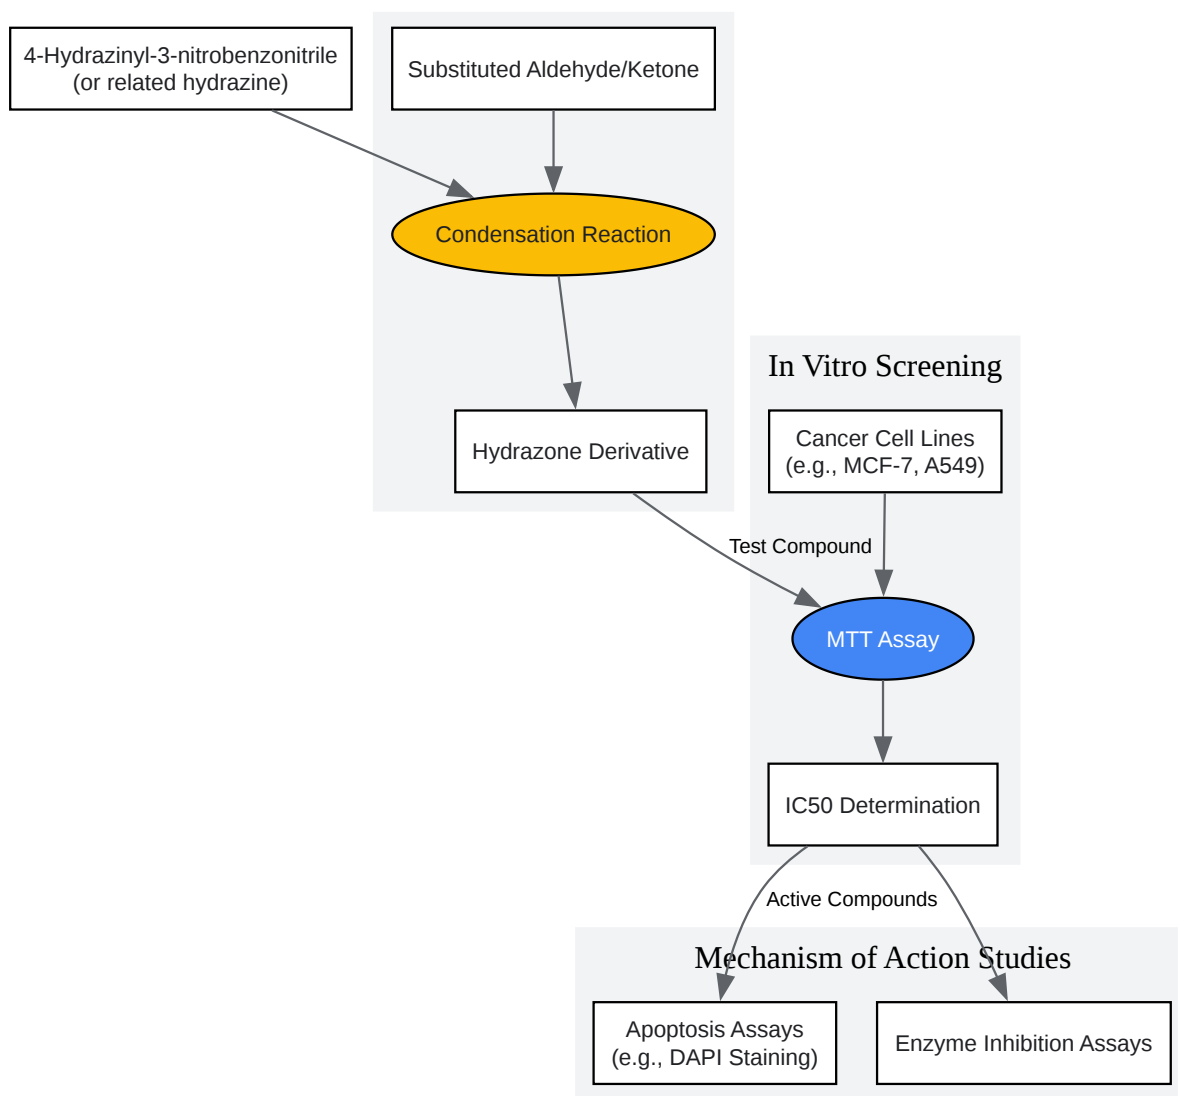 4-Hydrazinyl-3-nitrobenzonitrile
(or related hydrazine)
Substituted Aldehyde/Ketone
Condensation Reaction
Hydrazone Derivative
In Vitro Screening
Cancer Cell Lines
(e.g., MCF-7, A549)
Test Compound
MTT Assay
IC50 Determination
Active Compounds
Mechanism of Action Studies
Apoptosis Assays
(e.g., DAPI Staining)
Enzyme Inhibition Assays